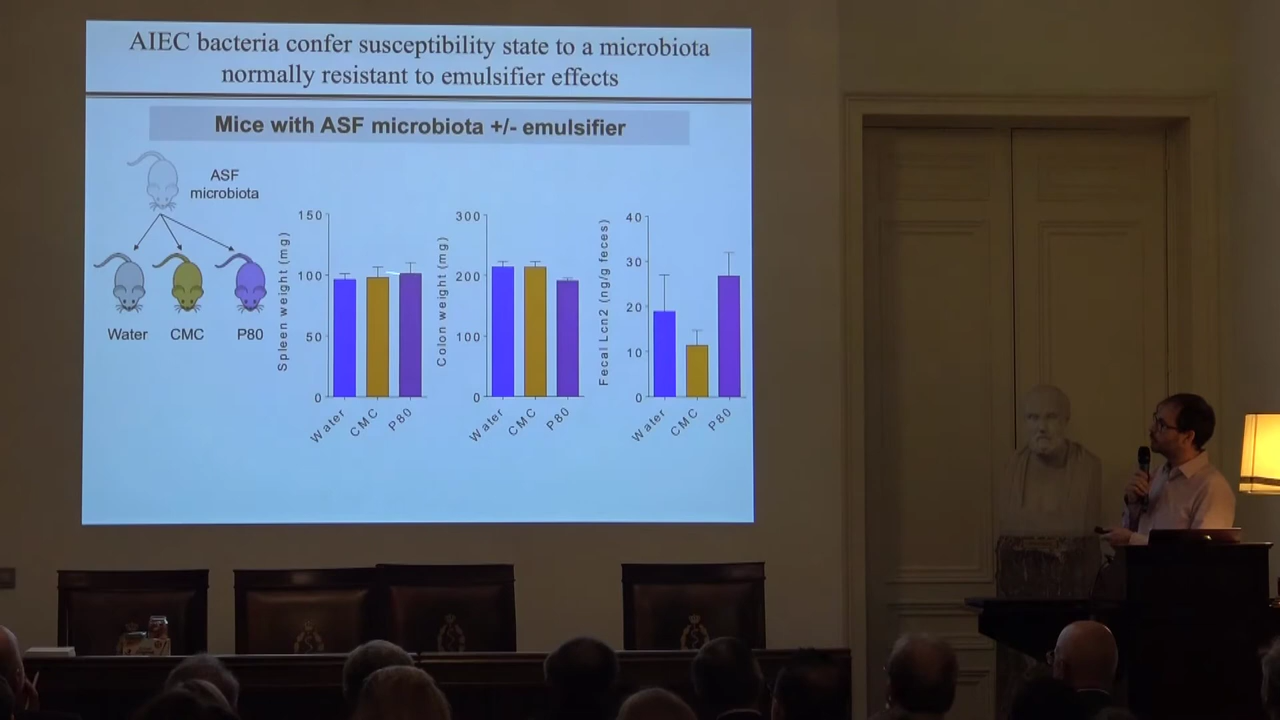 AIEC bacteria confer susceptibility state to a microbiota
normally resistant to emulsifier effects
Mice with ASF microbiota +/- emulsifier
ASF
microbiota
Water
CMC
P80
Spleen weight (mg)
150
100
50
0
Water
CMC
P80
Colon weight (mg)
300
200
100
0
Water
CMC
P80
Fecal Lcn2 (ng/g feces)
40
30
20
10
0
Water
CMC
P80